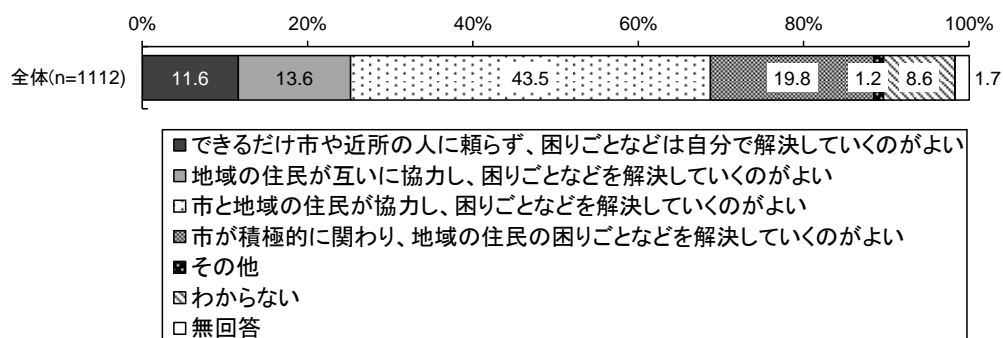 0% 20% 40% 60% 80% 100%
全体(n=1112) 11.6 13.6 43.5 19.8 1.2 8.6 1.7
できるだけ市や近所の人に頼らず、困りごとなどは自分で解決していくのがよい
地域の住民が互いに協力し、困りごとなどを解決していくのがよい
市と地域の住民が協力し、困りごとなどを解決していくのがよい
市が積極的に関わり、地域の住民の困りごとなどを解決していくのがよい
その他
わからない
無回答